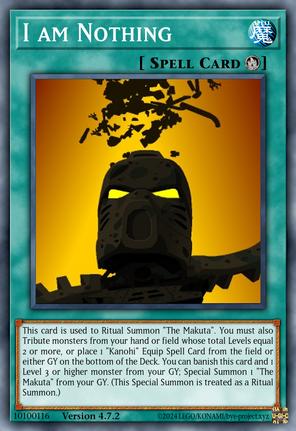 I am Nothing
魔
[ Spell Card ]
This card is used to Ritual Summon "The Makuta". You must also
Tribute monsters from your hand or field whose total Levels equal
2 or more, or place 1 "Kanohi" Equip Spell Card from the field or
either GY on the bottom of the Deck. You can banish this card and 1
Level 3 or higher monster from your GY; Special Summon 1 "The
Makuta" from your GY. (This Special Summon is treated as a Ritual
Summon.)
10100116 Version 4.7.2 ©2024 LEGO/KONAMI/bye-project.xyz